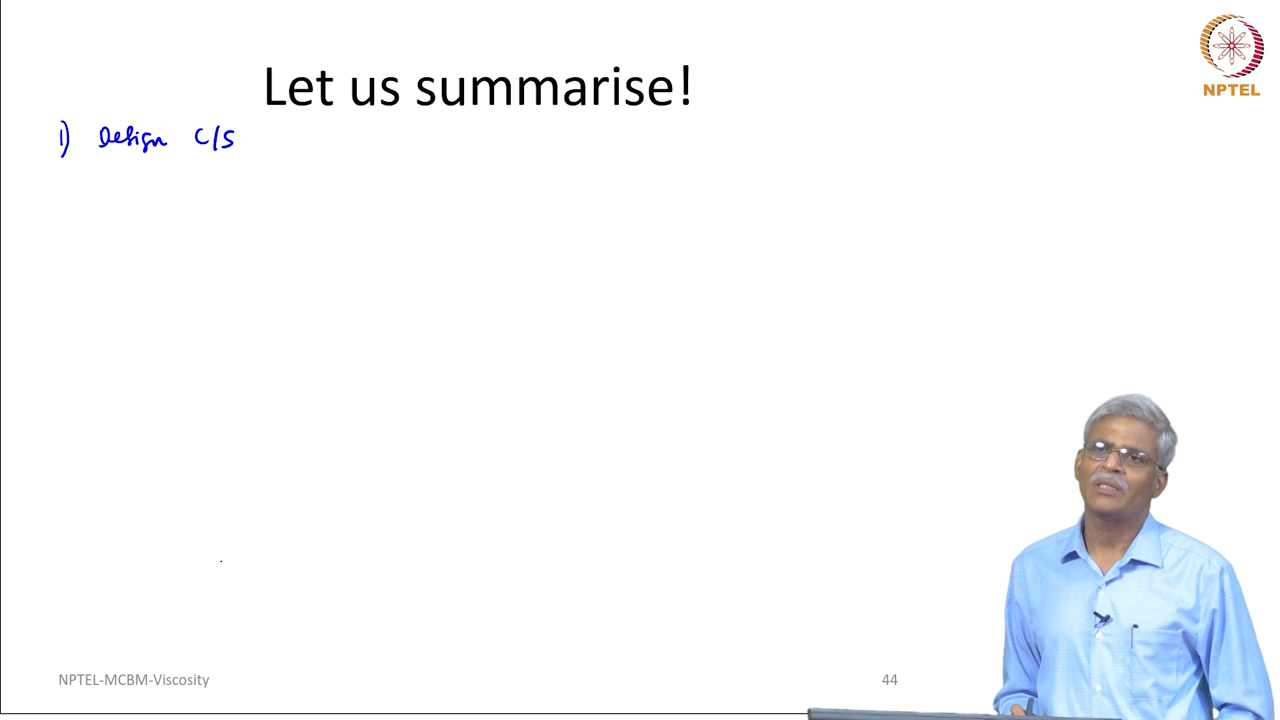 NPTEL
Let us summarise!
1) Design C/S
NPTEL-MCBM-Viscosity
44